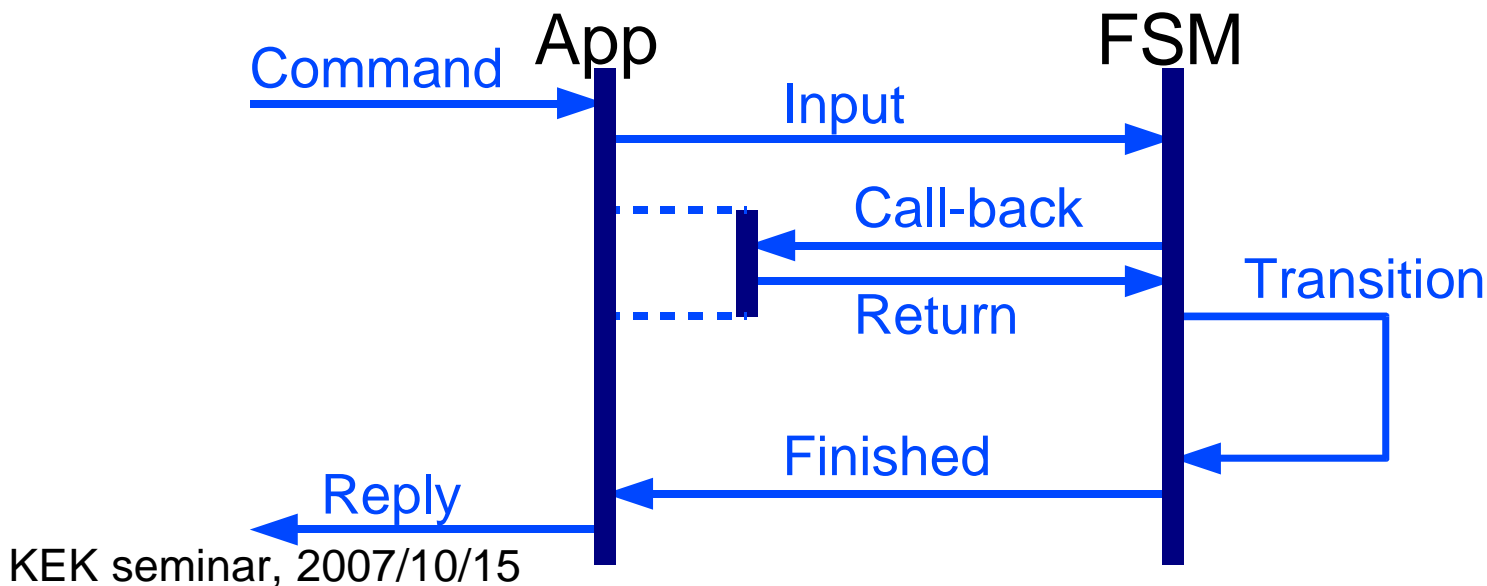 App
FSM
Command
Input
Call-back
Return
Transition
Finished
Reply
KEK seminar, 2007/10/15